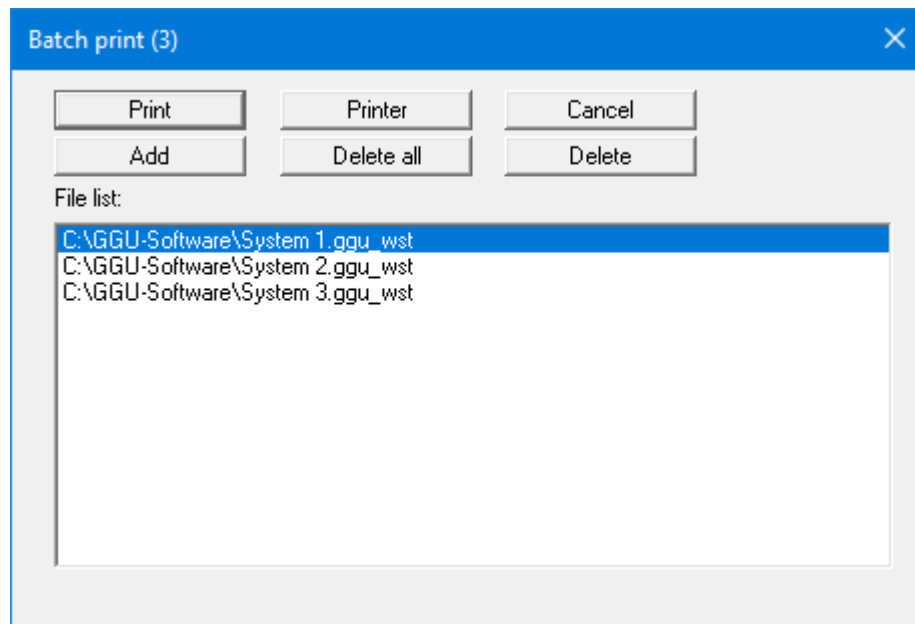 Batch print (3)
Print Printer Cancel
Add Delete all Delete
File list:
C:\GGU-Software\System 1.ggu_wst
C:\GGU-Software\System 2.ggu_wst
C:\GGU-Software\System 3.ggu_wst